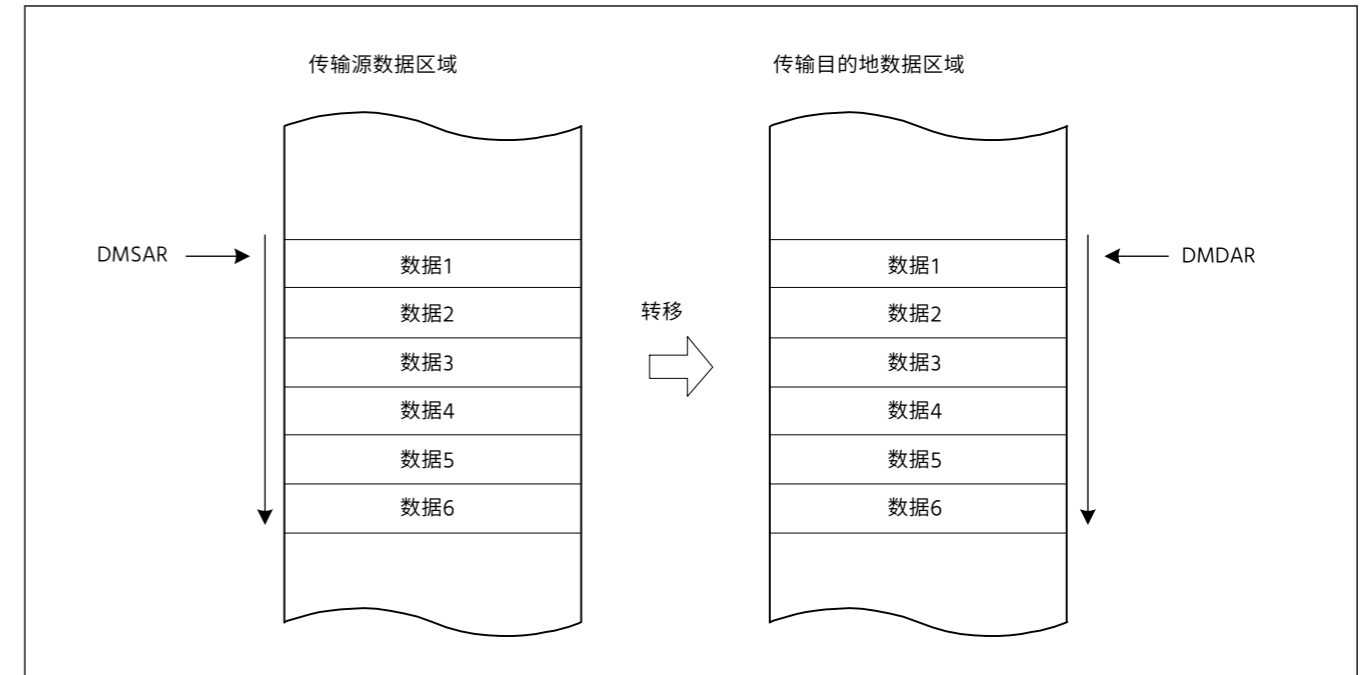 传输源数据区域
传输目的地数据区域
DMSAR
数据1
数据2
数据3
数据4
数据5
数据6
转移
数据1
数据2
数据3
数据4
数据5
数据6
DMDAR